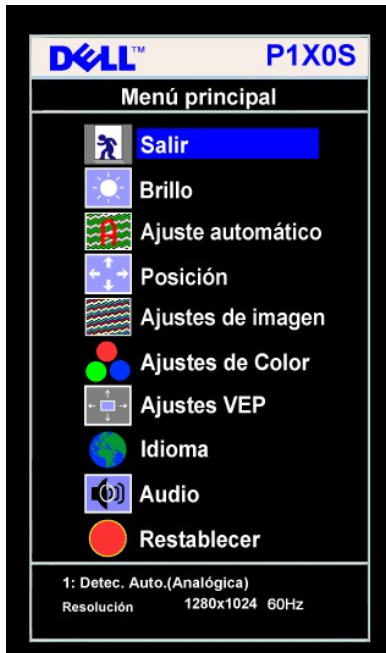 DELL™ P1X0S
Menú principal
Salir
Brillo
Ajuste automático
Posición
Ajustes de imagen
Ajustes de Color
Ajustes VEP
Idioma
Audio
Restablecer
1: Detec. Auto.(Analógica)
Resolución 1280x1024 60Hz